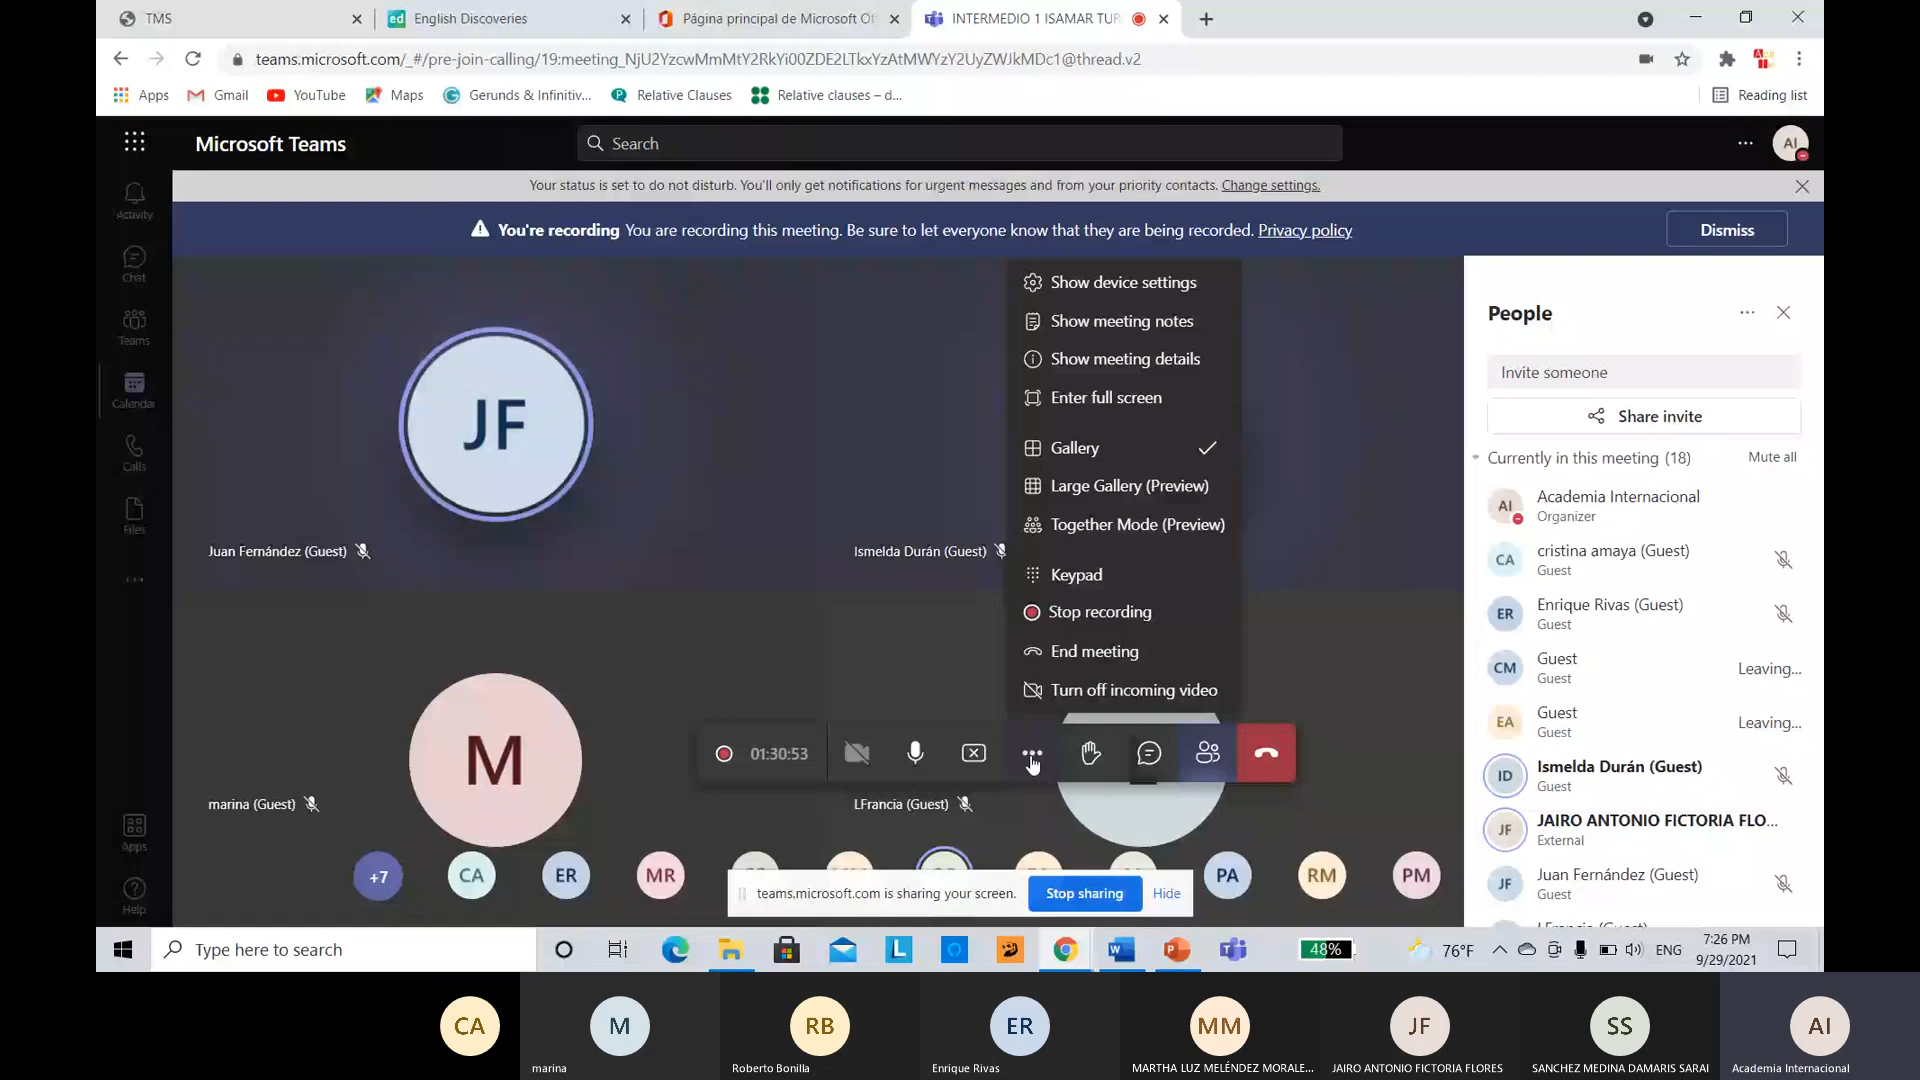 TMS
English Discoveries
Página principal de Microsoft Of
INTERMEDIO 1 ISAMAR TUR
teams.microsoft.com/_#/pre-join-calling/19:meeting_NjU2YzcwMmMtY2RkYi00ZDE2LTkxYzAtMWYzY2UyZWJkMDc1@thread.v2
Apps
Gmail
YouTube
Maps
Gerunds & Infinitiv...
Relative Clauses
Relative clauses – d...
Reading list
Microsoft Teams
Search
AI
Your status is set to do not disturb. You'll only get notifications for urgent messages and from your priority contacts. Change settings.
You're recording You are recording this meeting. Be sure to let everyone know that they are being recorded. Privacy policy
Dismiss
Activity
Chat
Teams
Calendar
Calls
Files
Apps
Help
JF
Juan Fernández (Guest)
Ismelda Durán (Guest)
M
marina (Guest)
LFrancia (Guest)
Show device settings
Show meeting notes
Show meeting details
Enter full screen
Gallery
Large Gallery (Preview)
Together Mode (Preview)
Keypad
Stop recording
End meeting
Turn off incoming video
01:30:53
+7
CA
ER
MR
PA
RM
PM
teams.microsoft.com is sharing your screen.
Stop sharing
Hide
People
Invite someone
Share invite
Currently in this meeting (18)
Mute all
AI
Academia Internacional
Organizer
CA
cristina amaya (Guest)
Guest
ER
Enrique Rivas (Guest)
Guest
CM
Guest
Guest
Leaving...
EA
Guest
Guest
Leaving...
ID
Ismelda Durán (Guest)
Guest
JF
JAIRO ANTONIO FICTORIA FLO...
External
JF
Juan Fernández (Guest)
Guest
Type here to search
48%
76°F
ENG
7:26 PM
9/29/2021
CA
M
marina
RB
Roberto Bonilla
ER
Enrique Rivas
MM
MARTHA LUZ MELÉNDEZ MORALE...
JF
JAIRO ANTONIO FICTORIA FLORES
SS
SANCHEZ MEDINA DAMARIS SARAI
AI
Academia Internacional